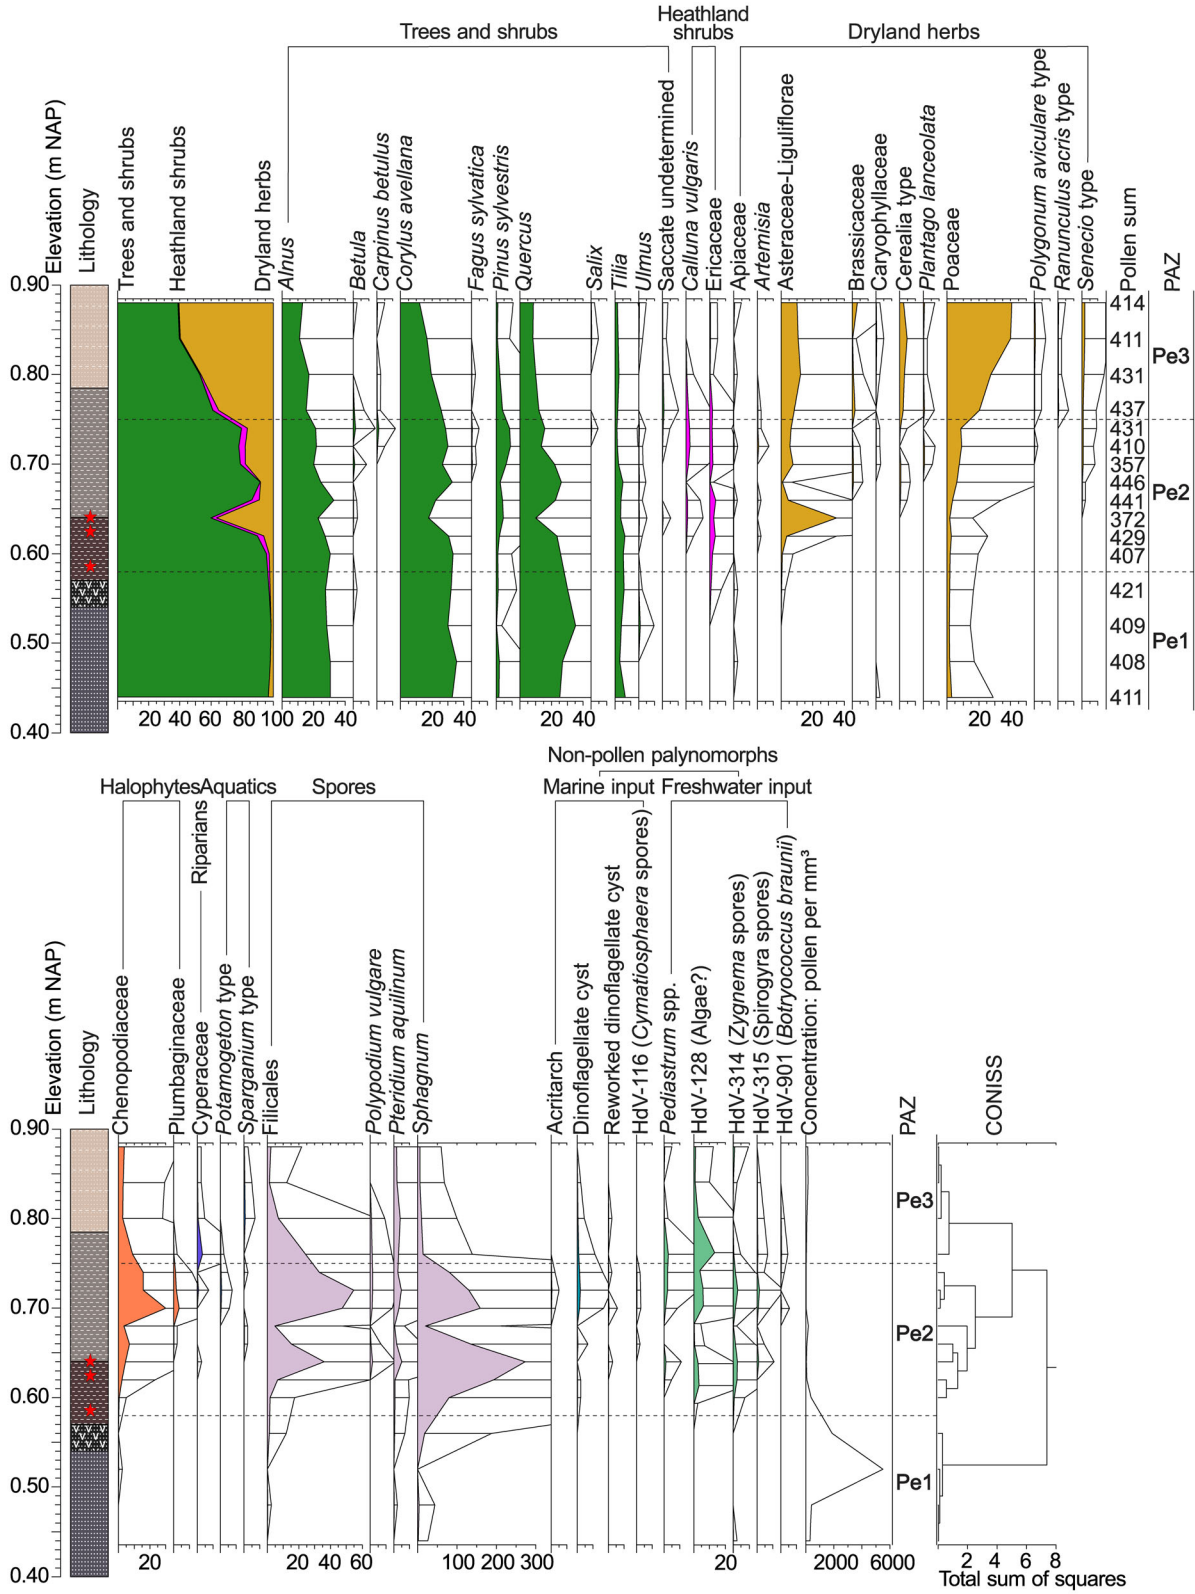 Trees and shrubs
Heathland
shrubs
Dryland herbs
Elevation (m NAP)
Lithology
Trees and shrubs
Heathland shrubs
Dryland herbs
Alnus
Betula
Carpinus betulus
Corylus avellana
Fagus sylvatica
Pinus sylvestris
Quercus
Salix
Tilia
Ulmus
Saccate undetermined
Calluna vulgaris
Ericaceae
Apiaceae
Artemisia
Asteraceae-Liguliflorae
Brassicaceae
Caryophyllaceae
Cerealia type
Plantago lanceolata
Poaceae
Polygonum aviculare type
Ranunculus acris type
Senecio type
Pollen sum
PAZ
0.90
0.80
0.70
0.60
0.50
0.40
414
411
431
437
431
410
357
446
441
372
429
407
421
409
408
411
Pe3
Pe2
Pe1
20 40 60 80 100 20 40 20 40 20 40 20 40 20 40
Non-pollen palynomorphs
Halophytes Aquatics Spores Marine input Freshwater input
Elevation (m NAP)
Lithology
Chenopodiaceae
Plumbaginaceae
Riparians
Cyperaceae
Potamogeton type
Sparganium type
Filicales
Polypodium vulgare
Pteridium aquilinum
Sphagnum
Acritarch
Dinoflagellate cyst
Reworked dinoflagellate cyst
HdV-116 (Cymatiosphaera spores)
Pediastrum spp.
HdV-128 (Algae?)
HdV-314 (Zygnema spores)
HdV-315 (Spirogyra spores)
HdV-901 (Botryococcus braunii)
Concentration: pollen per mm³
PAZ
CONISS
0.90
0.80
0.70
0.60
0.50
0.40
Pe3
Pe2
Pe1
20 20 40 60 100 200 300 20 2000 6000 2 4 6 8
Total sum of squares